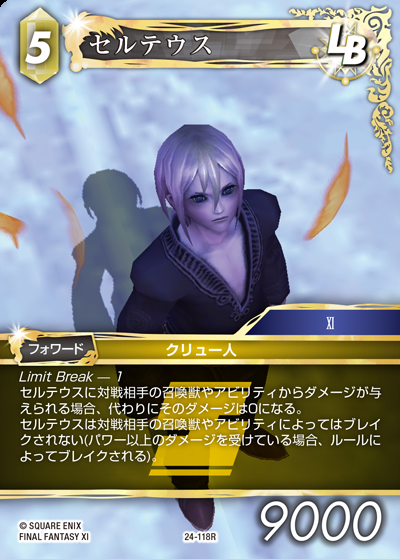 5
セルテウス
LB
XI
フォワード
クリュー人
Limit Break — 1
セルテウスに対戦相手の召喚獣やアビリティからダメージが与
えられる場合、代わりにそのダメージは0になる。
セルテウスは対戦相手の召喚獣やアビリティによってはブレイ
クされない(パワー以上のダメージを受けている場合、ルールに
よってブレイクされる)。
© SQUARE ENIX
FINAL FANTASY XI
24-118R
9000